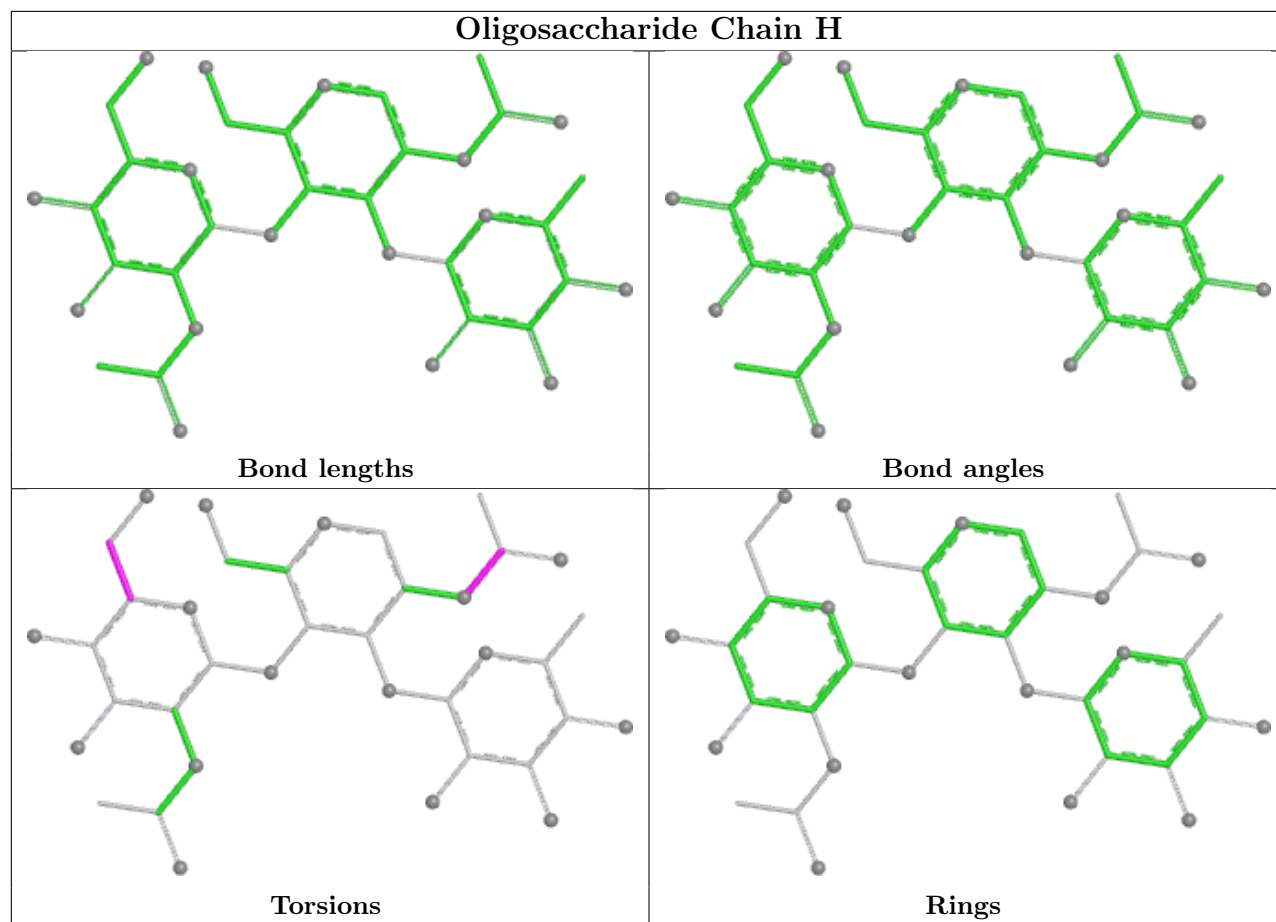 Oligosaccharide Chain H
Bond lengths
Bond angles
Torsions
Rings